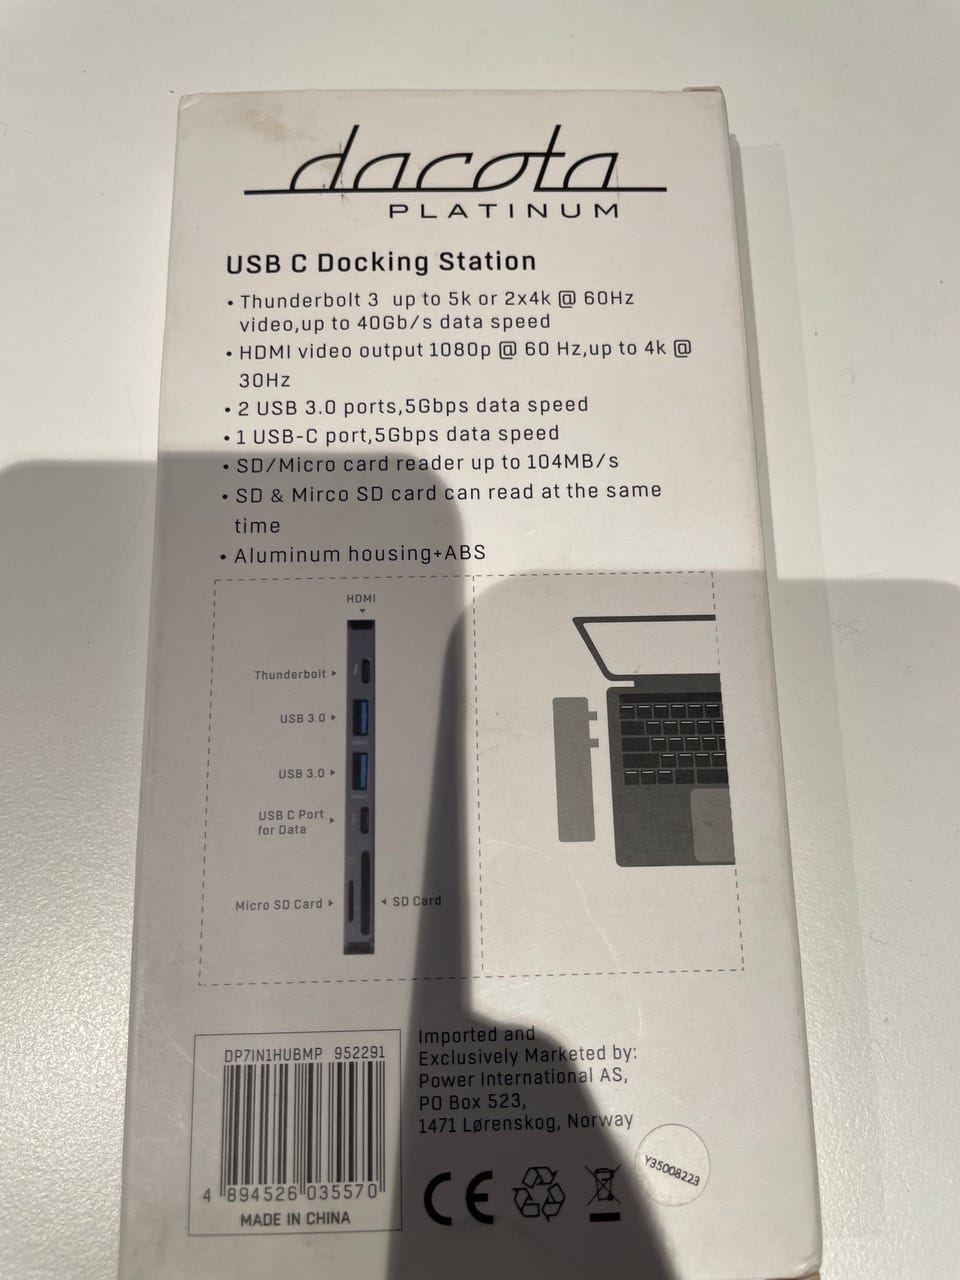 dacota
PLATINUM
USB C Docking Station
• Thunderbolt 3 up to 5k or 2x4k @ 60Hz
video,up to 40Gb/s data speed
• HDMI video output 1080p @ 60 Hz,up to 4k @
30Hz
• 2 USB 3.0 ports,5Gbps data speed
• 1 USB-C port,5Gbps data speed
• SD/Micro card reader up to 104MB/s
• SD & Mirco SD card can read at the same
time
• Aluminum housing+ABS
HDMI
Thunderbolt
USB 3.0
USB 3.0
USB C Port
for Data
Micro SD Card
SD Card
DP7IN1HUBMP 952291
4 894526 035570
MADE IN CHINA
Imported and
Exclusively Marketed by:
Power International AS,
PO Box 523,
1471 Lørenskog, Norway
CE
Y35008223